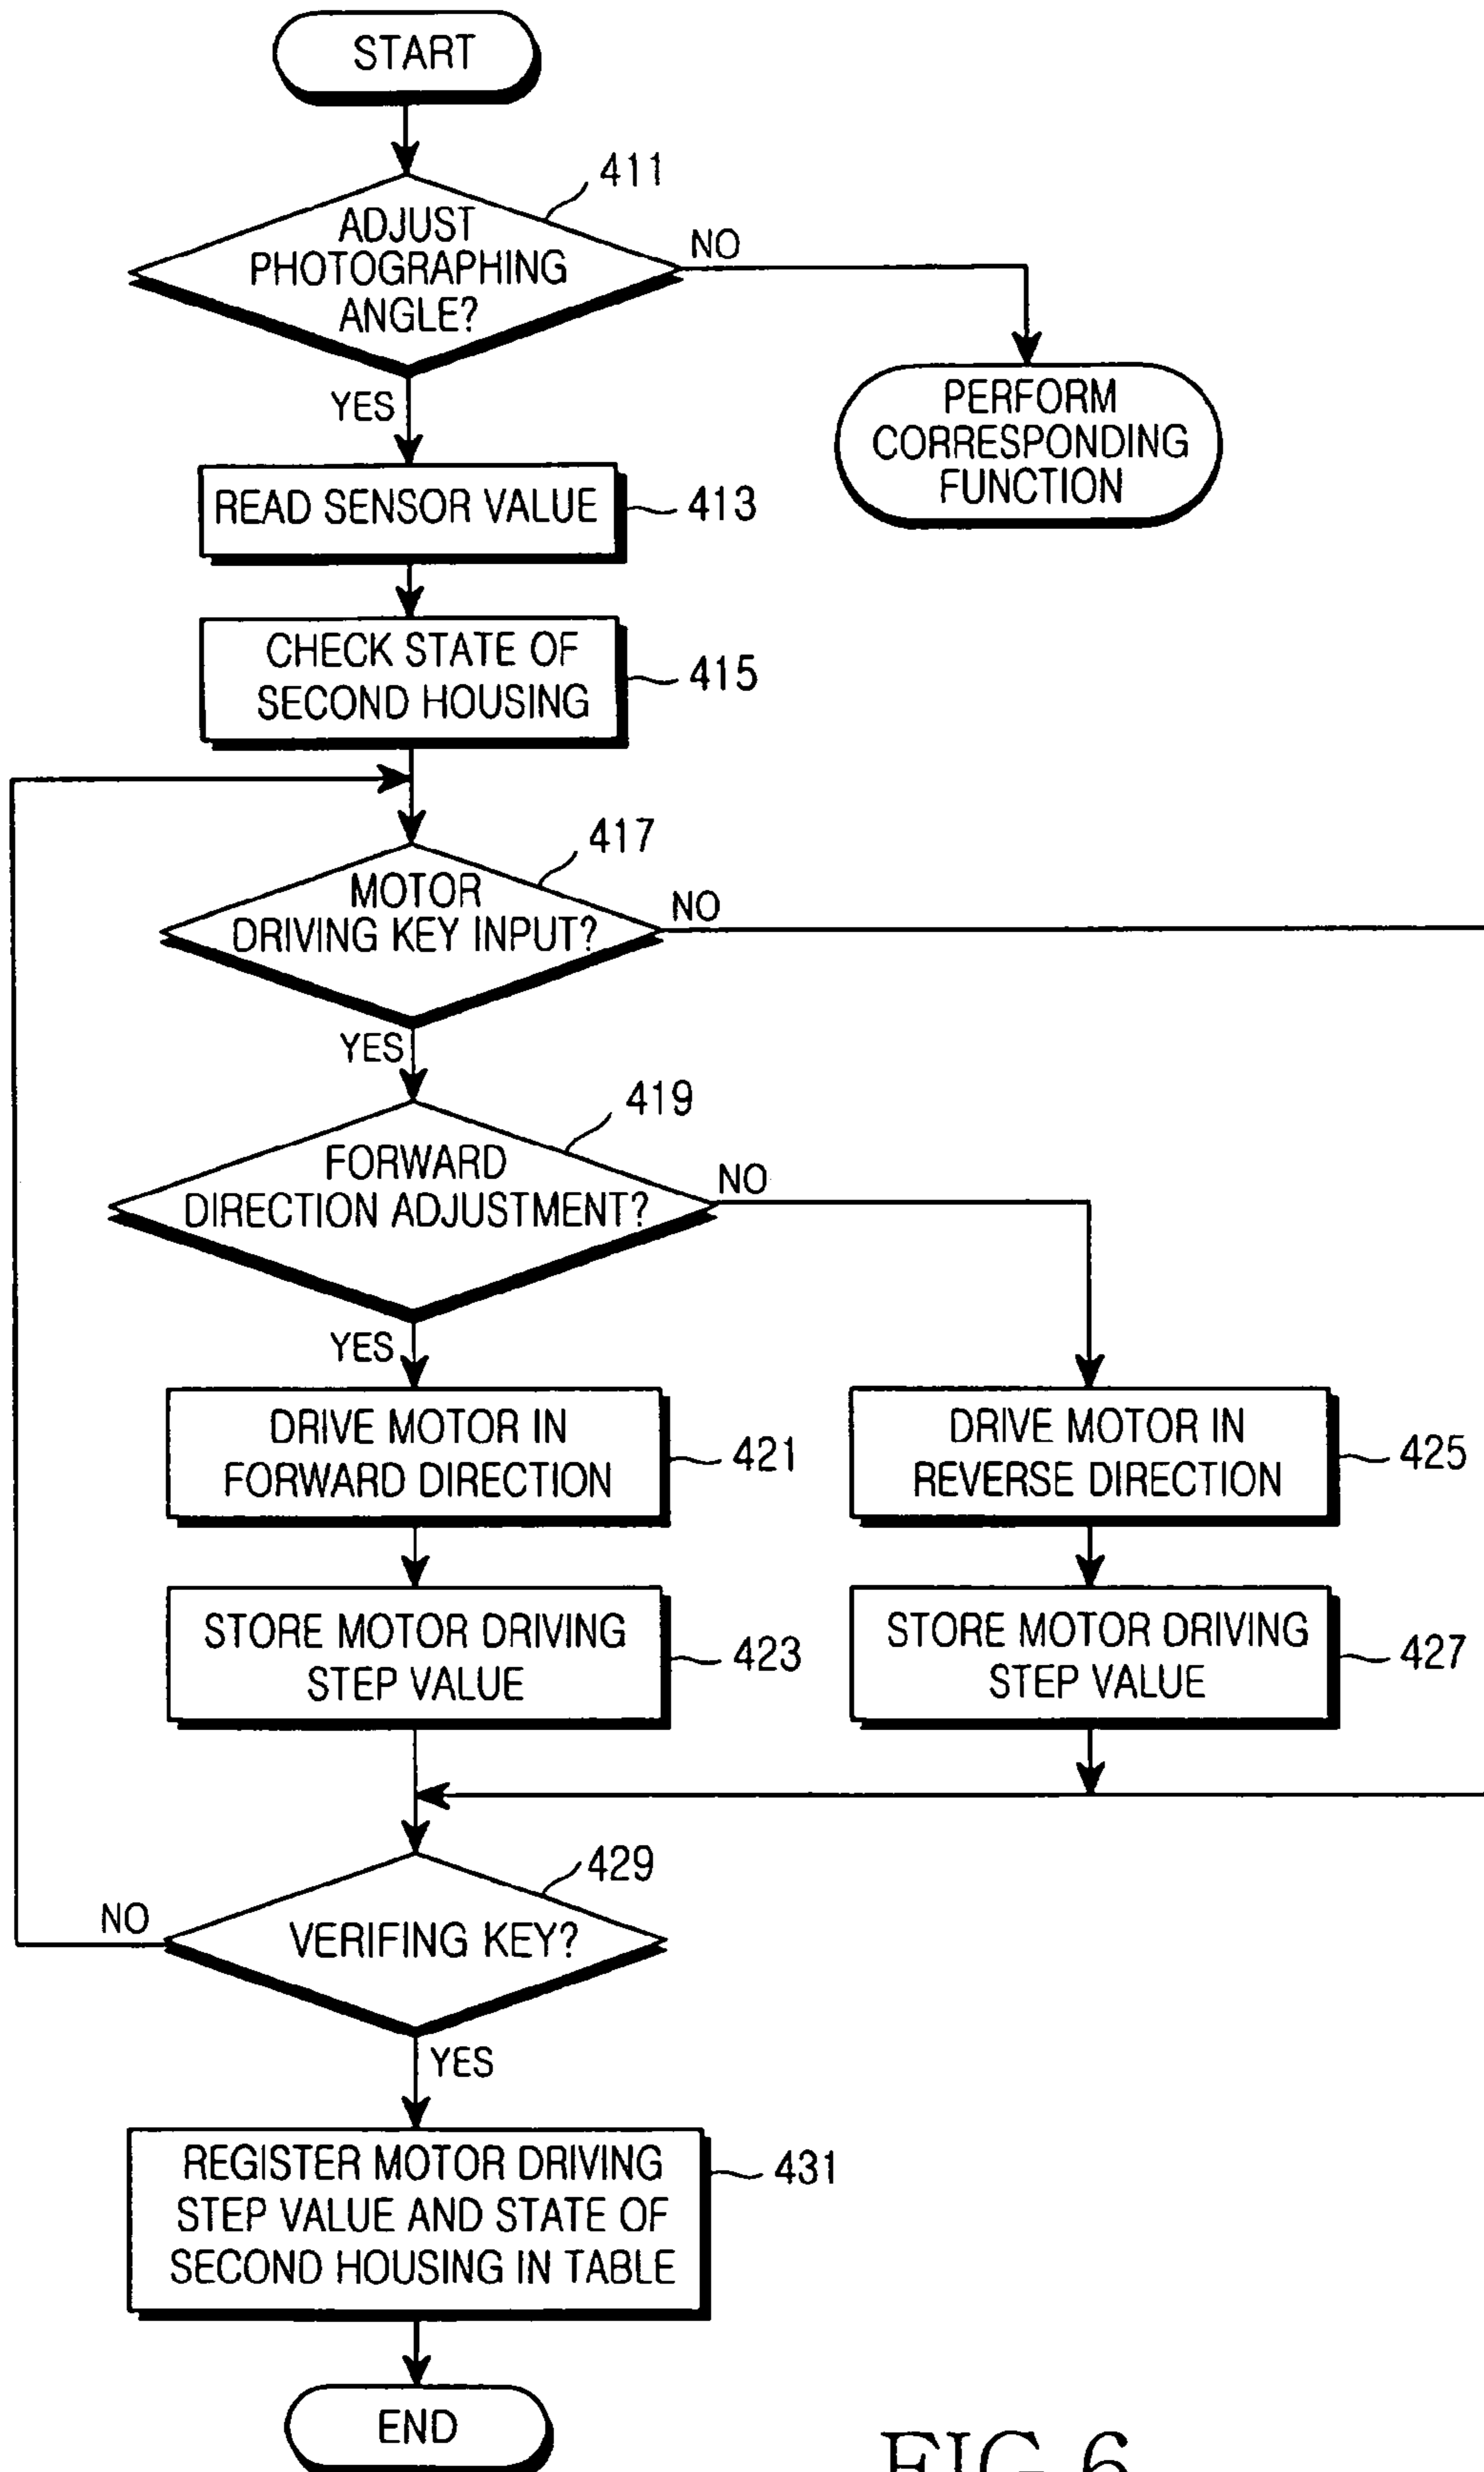 START
411
ADJUST
PHOTOGRAPHING
ANGLE?
NO
YES
PERFORM
CORRESPONDING
FUNCTION
READ SENSOR VALUE
413
CHECK STATE OF
SECOND HOUSING
415
417
MOTOR
DRIVING KEY INPUT?
NO
YES
419
FORWARD
DIRECTION ADJUSTMENT?
NO
YES
DRIVE MOTOR IN
FORWARD DIRECTION
421
DRIVE MOTOR IN
REVERSE DIRECTION
425
STORE MOTOR DRIVING
STEP VALUE
423
STORE MOTOR DRIVING
STEP VALUE
427
429
VERIFING KEY?
NO
YES
REGISTER MOTOR DRIVING
STEP VALUE AND STATE OF
SECOND HOUSING IN TABLE
431
END
FIG.6